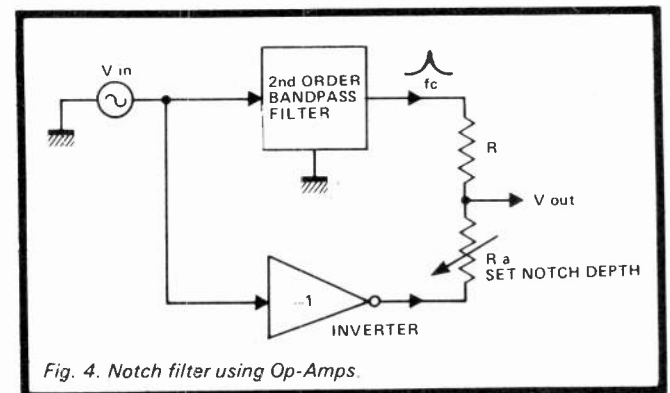 V in
2nd ORDER
BANDPASS
FILTER
fc
R
V out
R a
SET NOTCH DEPTH
-1
INVERTER
Fig. 4. Notch filter using Op-Amps.